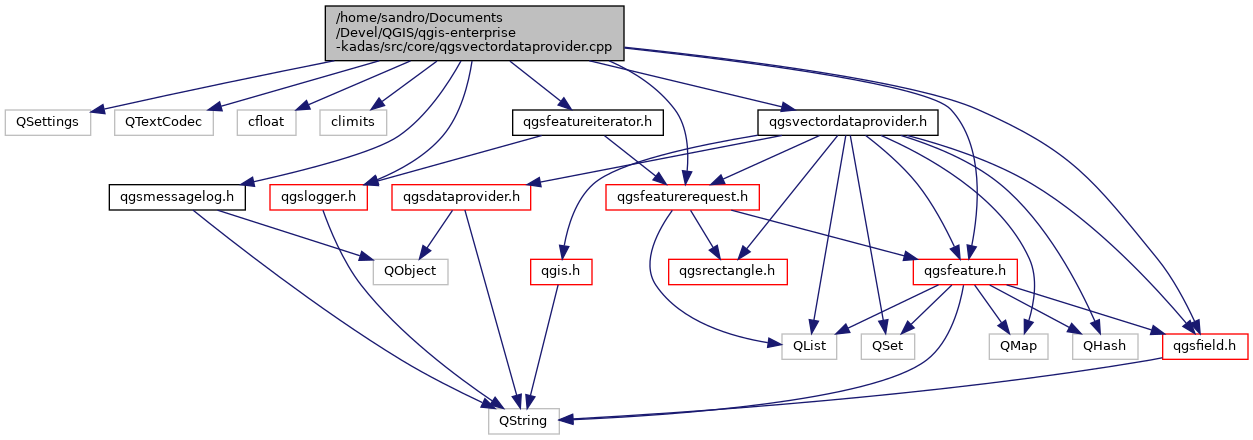 /home/sandro/Documents
/Devel/QGIS/qgis-enterprise
-kadas/src/core/qgsvectordataprovider.cpp
QSettings
QTextCodec
cfloat
climits
qgsfeatureiterator.h
qgsvectordataprovider.h
qgsmessagelog.h
qgslogger.h
qgsdataprovider.h
qgsfeaturerequest.h
QObject
qgis.h
qgsrectangle.h
qgsfeature.h
QList
QSet
QMap
QHash
qgsfield.h
QString